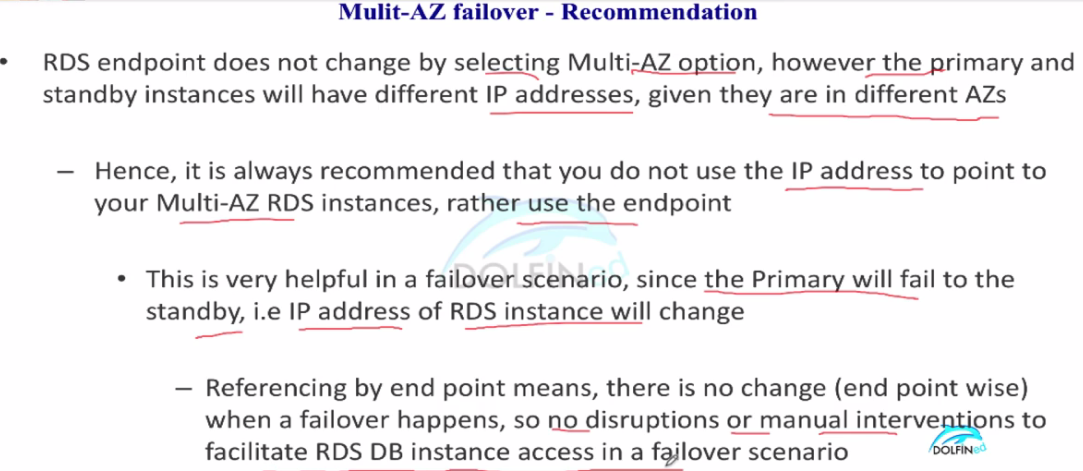 Mulit-AZ failover - Recommendation
• RDS endpoint does not change by selecting Multi-AZ option, however the primary and
standby instances will have different IP addresses, given they are in different AZs
– Hence, it is always recommended that you do not use the IP address to point to
your Multi-AZ RDS instances, rather use the endpoint
DOLFINed
• This is very helpful in a failover scenario, since the Primary will fail to the
standby, i.e IP address of RDS instance will change
– Referencing by end point means, there is no change (end point wise)
when a failover happens, so no disruptions or manual interventions to
facilitate RDS DB instance access in a failover scenario
DOLFINed